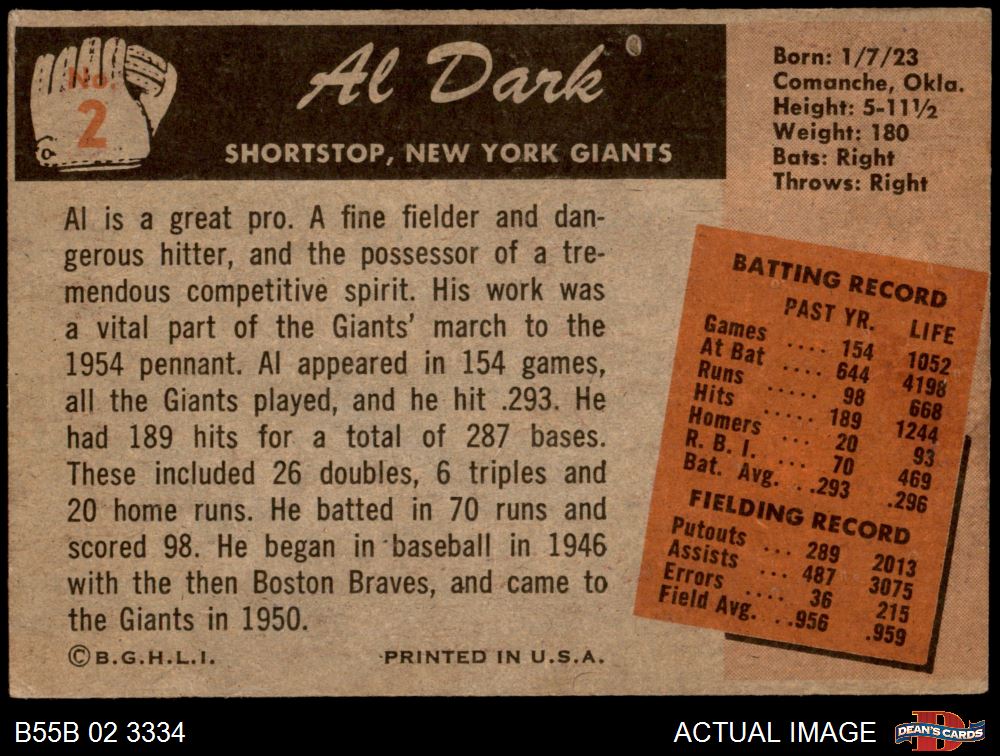 No.
2
Al Dark
SHORTSTOP, NEW YORK GIANTS
Born: 1/7/23
Comanche, Okla.
Height: 5-11½
Weight: 180
Bats: Right
Throws: Right
Al is a great pro. A fine fielder and dan-
gerous hitter, and the possessor of a tre-
mendous competitive spirit. His work was
a vital part of the Giants' march to the
1954 pennant. Al appeared in 154 games,
all the Giants played, and he hit .293. He
had 189 hits for a total of 287 bases.
These included 26 doubles, 6 triples and
20 home runs. He batted in 70 runs and
scored 98. He began in baseball in 1946
with the then Boston Braves, and came to
the Giants in 1950.
©B.G.H.L.I. PRINTED IN U.S.A.
BATTING RECORD
PAST YR. LIFE
Games .... 154 1052
At Bat .... 644 4198
Runs ..... 98 668
Hits ..... 189 1244
Homers ... 20 93
R. B. I. ... 70 469
Bat. Avg. ..293 .296
FIELDING RECORD
Putouts ... 289 2013
Assists ... 487 3075
Errors .... 36 215
Field Avg. ..956 .959
B55B 02 3334 ACTUAL IMAGE DEAN'S CARDS